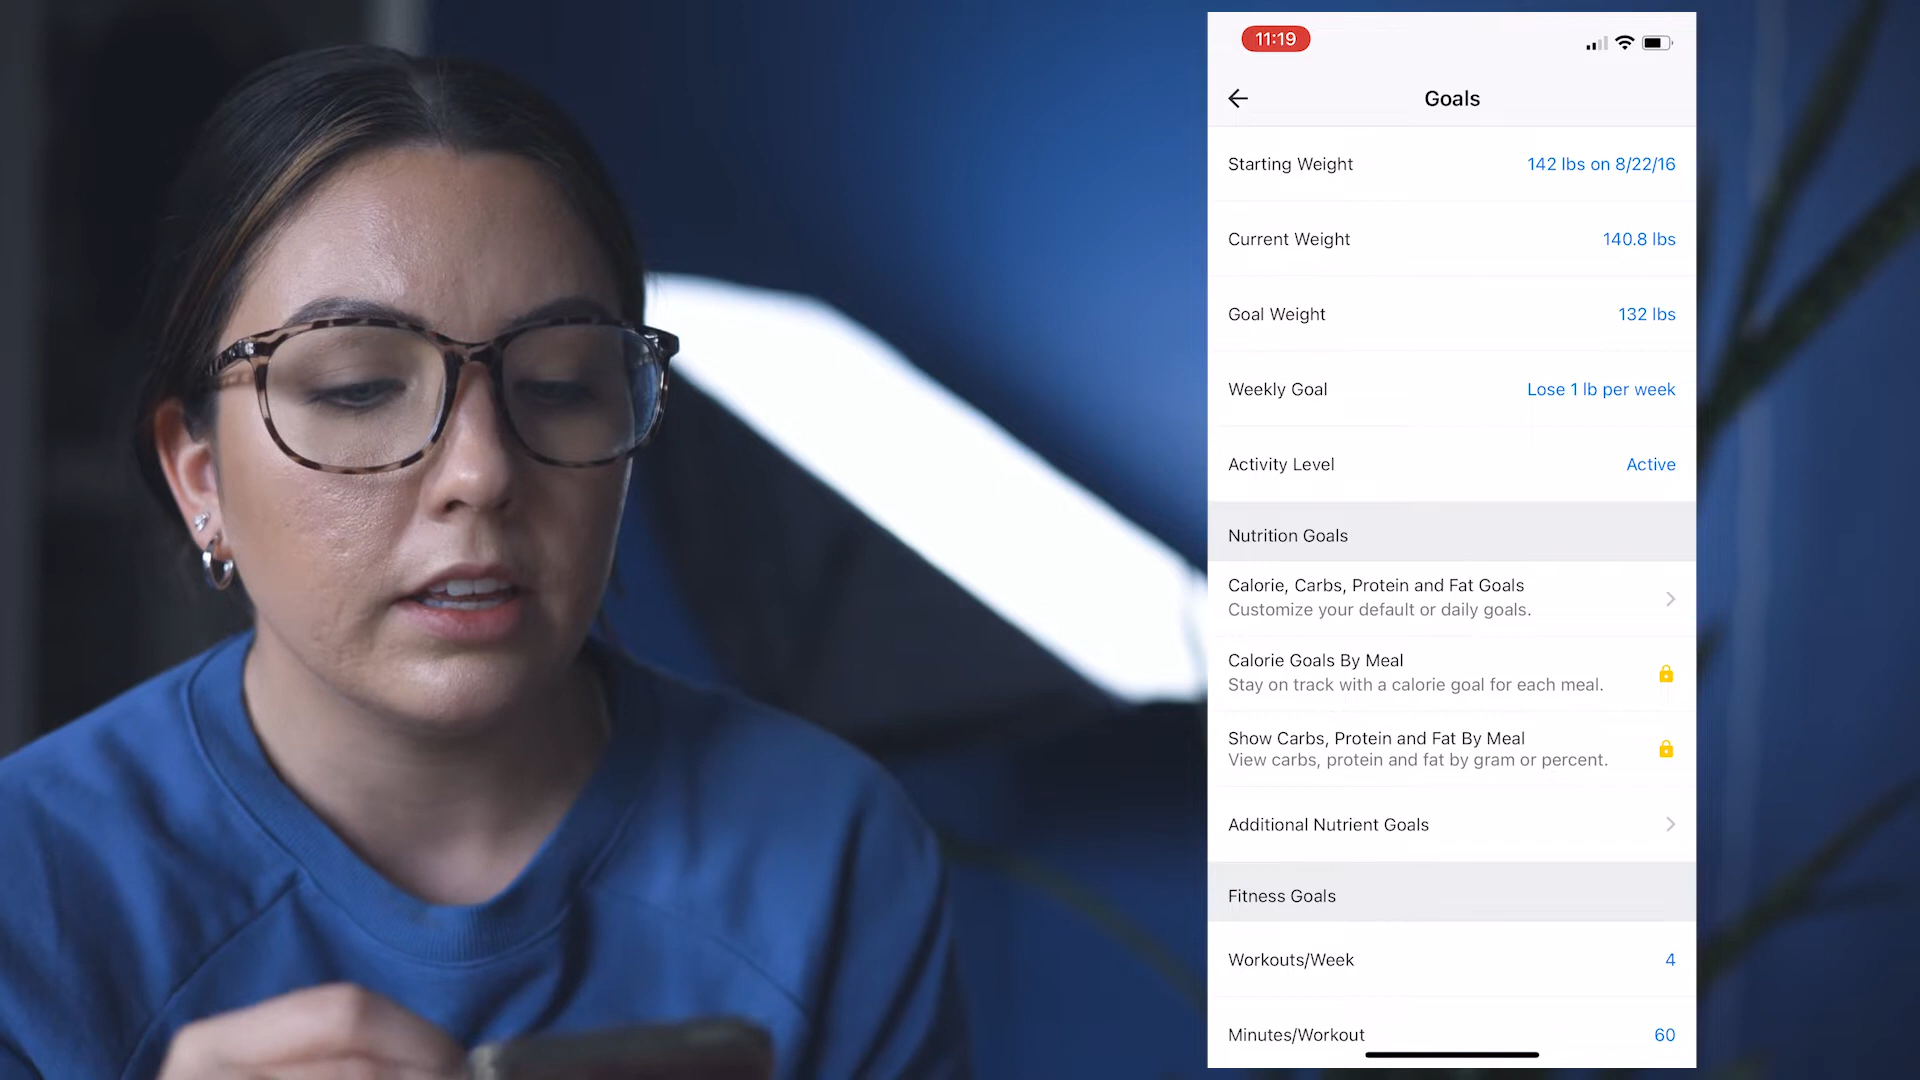 11:19
Goals
Starting Weight 142 lbs on 8/22/16
Current Weight 140.8 lbs
Goal Weight 132 lbs
Weekly Goal Lose 1 lb per week
Activity Level Active
Nutrition Goals
Calorie, Carbs, Protein and Fat Goals
Customize your default or daily goals.
Calorie Goals By Meal
Stay on track with a calorie goal for each meal.
Show Carbs, Protein and Fat By Meal
View carbs, protein and fat by gram or percent.
Additional Nutrient Goals
Fitness Goals
Workouts/Week 4
Minutes/Workout 60